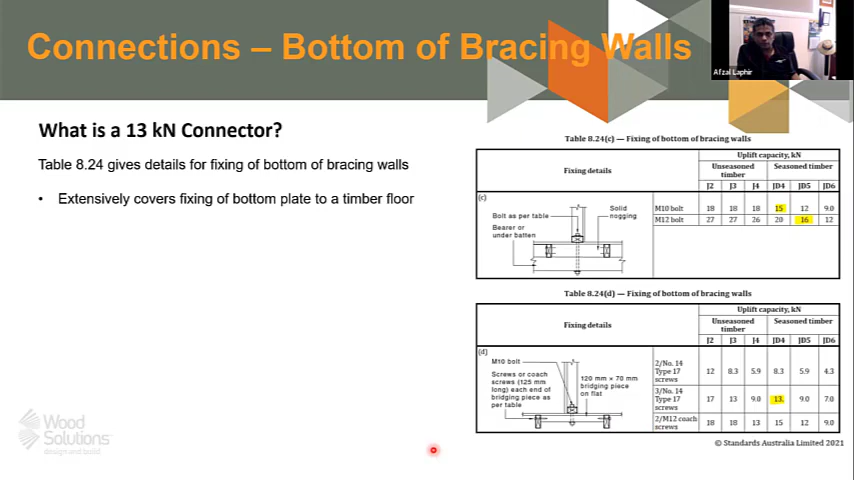 Connections – Bottom of Bracing Walls
Afzal Laphir
What is a 13 kN Connector?
Table 8.24 gives details for fixing of bottom of bracing walls
• Extensively covers fixing of bottom plate to a timber floor
Table 8.24(c) — Fixing of bottom of bracing walls
Fixing details
Uplift capacity, kN
Unseasoned timber
Seasoned timber
J2 J3 J4 JD4 JD5 JD6
(c)
Bolt as per table
Solid nogging
Bearer or under batten
M10 bolt 18 18 18 15 12 9.0
M12 bolt 27 27 26 20 16 12
Table 8.24(d) — Fixing of bottom of bracing walls
Fixing details
Uplift capacity, kN
Unseasoned timber
Seasoned timber
J2 J3 J4 JD4 JD5 JD6
(d)
M10 bolt
Screws or coach screws (125 mm long) each end of bridging piece as per table
120 mm × 70 mm bridging piece on flat
2/No. 14 Type 17 screws 12 8.3 5.9 8.3 5.9 4.3
3/No. 14 Type 17 screws 17 13 9.0 13 9.0 7.0
2/M12 coach screws 18 18 13 15 12 9.0
© Standards Australia Limited 2021
Wood
Solutions
design and build